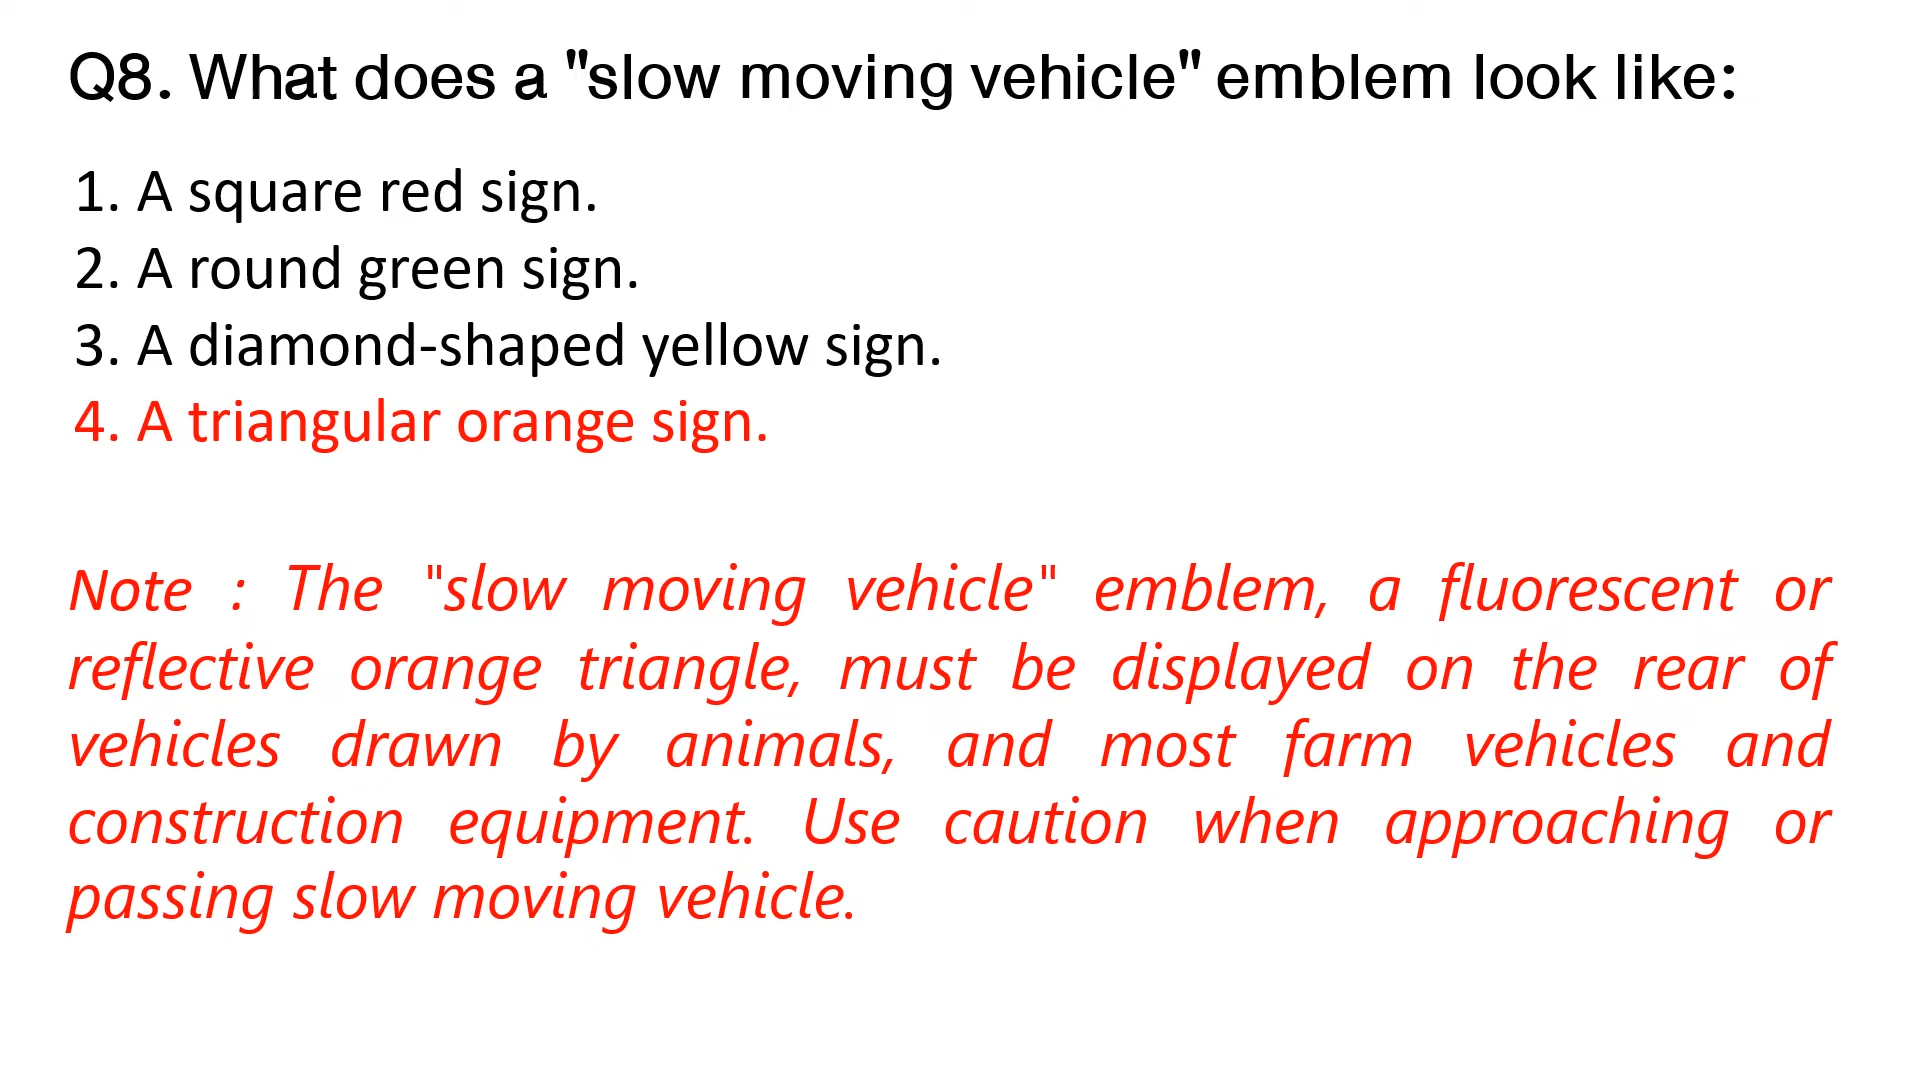 Q8. What does a "slow moving vehicle" emblem look like:
1. A square red sign.
2. A round green sign.
3. A diamond-shaped yellow sign.
4. A triangular orange sign.
Note : The "slow moving vehicle" emblem, a fluorescent or
reflective orange triangle, must be displayed on the rear of
vehicles drawn by animals, and most farm vehicles and
construction equipment. Use caution when approaching or
passing slow moving vehicle.